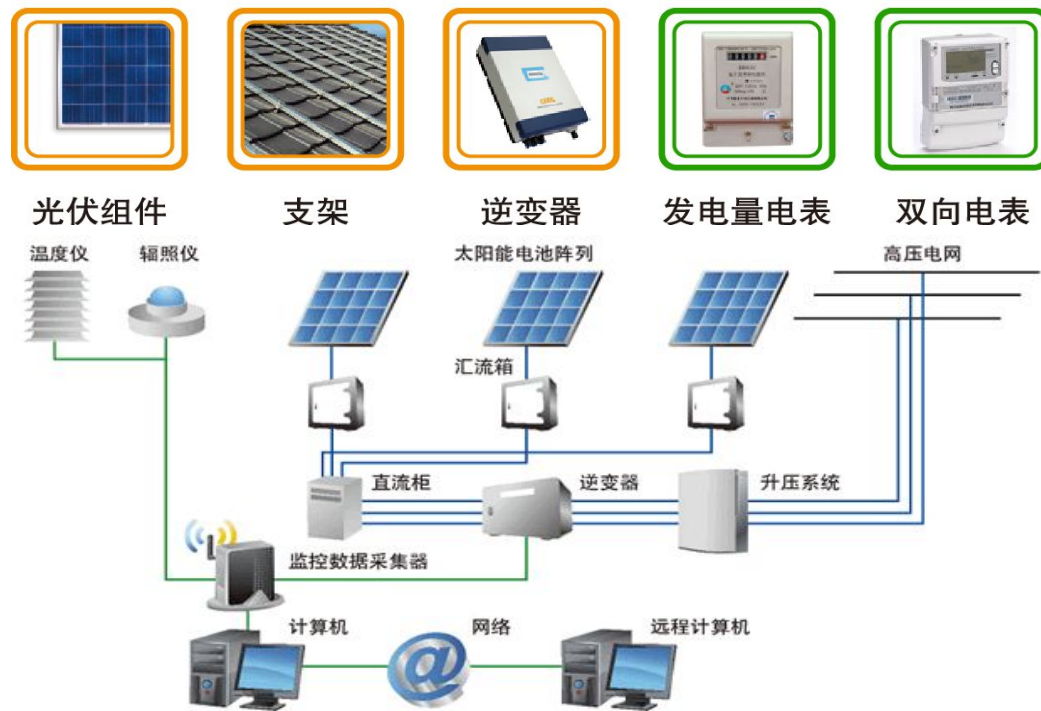 光伏组件
支架
逆变器
发电量电表
双向电表
温度仪
辐照仪
太阳能电池阵列
高压电网
汇流箱
直流柜
逆变器
升压系统
监控数据采集器
计算机
网络
远程计算机
@